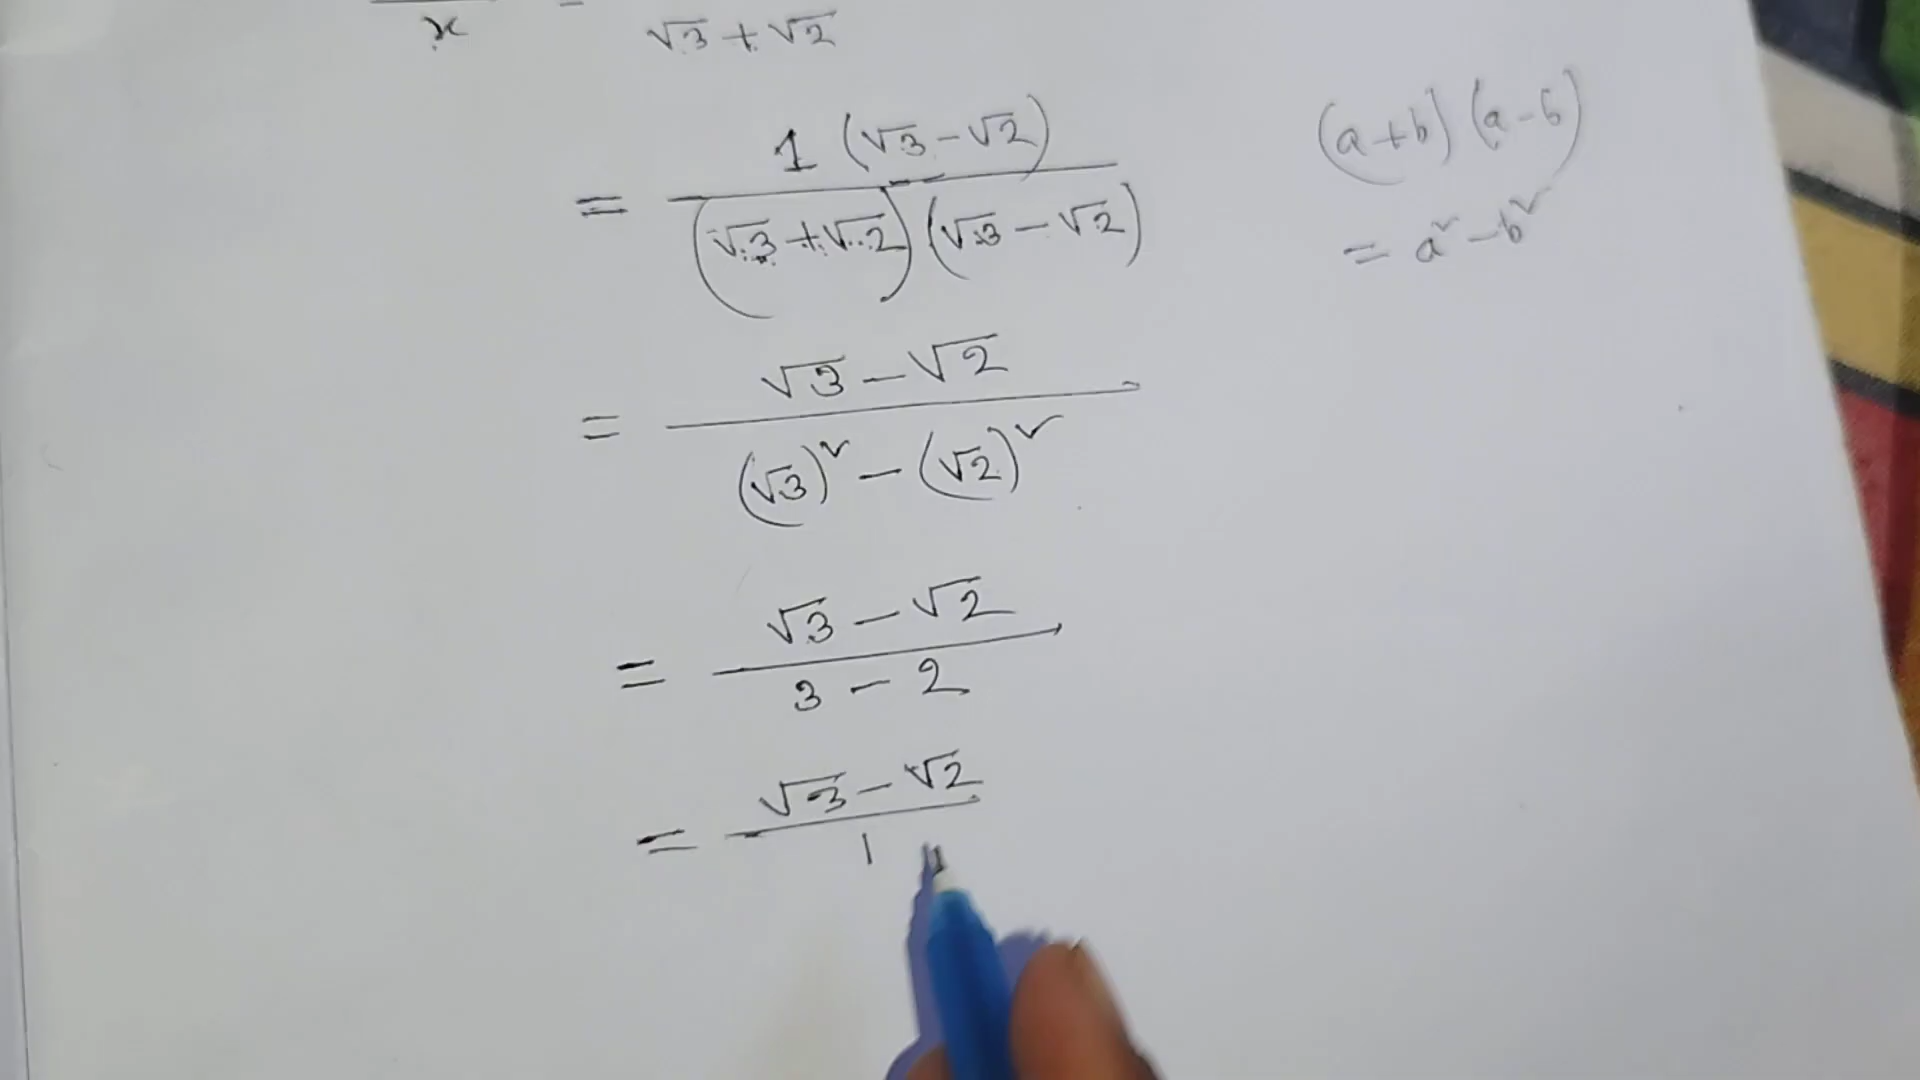 x √3+√2
= 1 (√3-√2) / (√3+√2) (√3-√2)
= √3-√2 / (√3)² - (√2)²
= √3-√2 / 3-2
= √3-√2 / 1
(a+b) (a-b)
= a²-b²